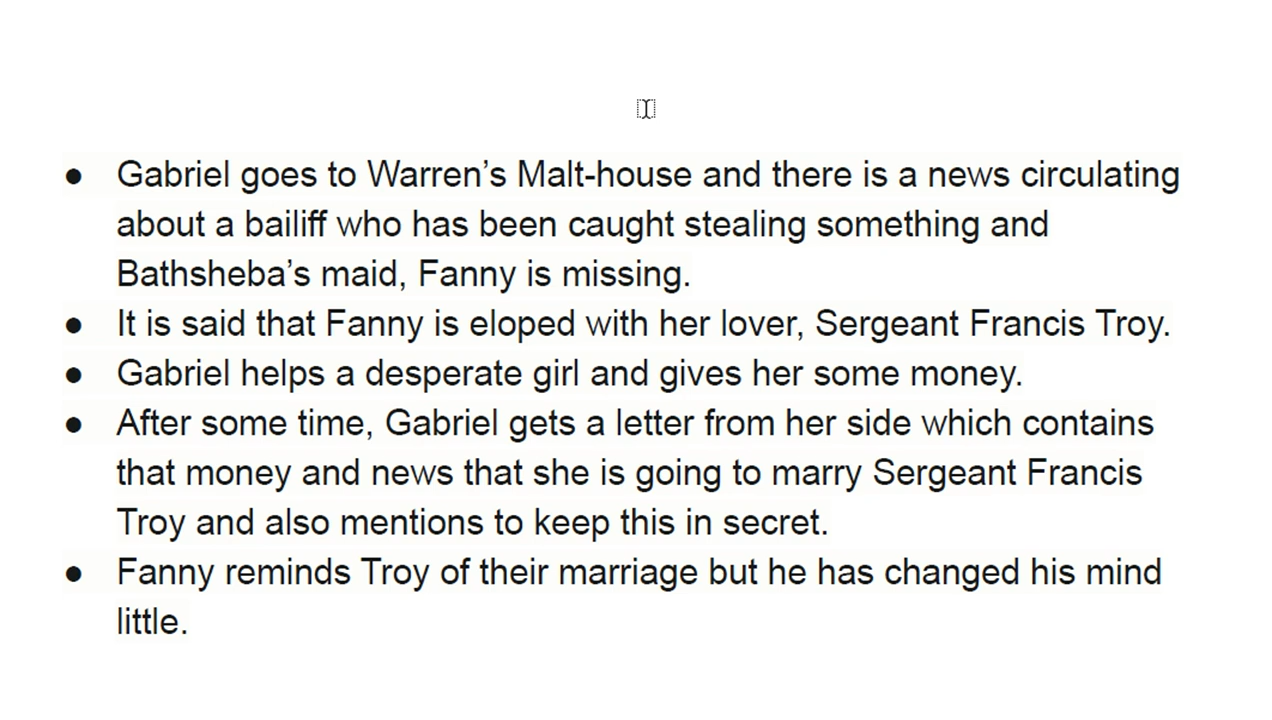 ● Gabriel goes to Warren’s Malt-house and there is a news circulating
about a bailiff who has been caught stealing something and
Bathsheba’s maid, Fanny is missing.
● It is said that Fanny is eloped with her lover, Sergeant Francis Troy.
● Gabriel helps a desperate girl and gives her some money.
● After some time, Gabriel gets a letter from her side which contains
that money and news that she is going to marry Sergeant Francis
Troy and also mentions to keep this in secret.
● Fanny reminds Troy of their marriage but he has changed his mind
little.